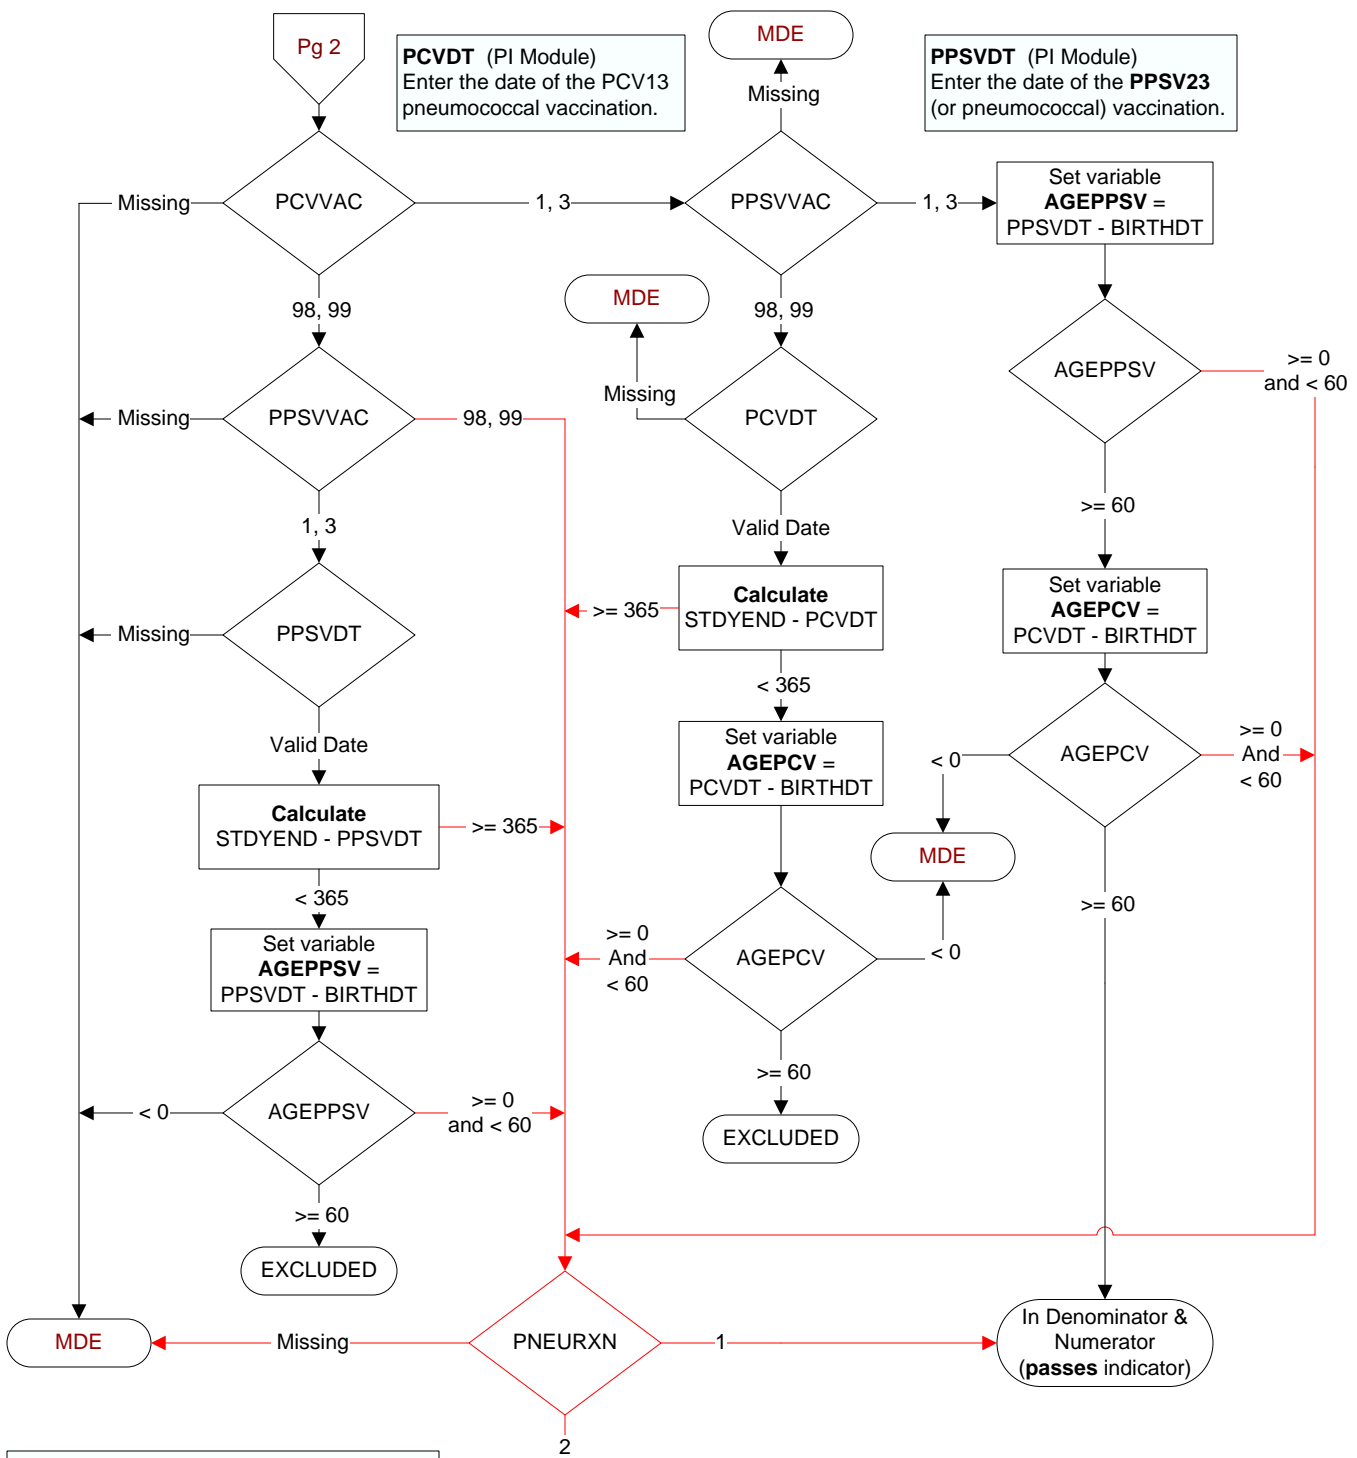 Pg 2
PCVDT  (PI Module)
Enter the date of the PCV13
pneumococcal vaccination.
MDE
Missing
PPSVDT  (PI Module)
Enter the date of the PPSV23
(or pneumococcal) vaccination.
Missing
PCVVAC
1, 3
PPSVVAC
1, 3
Set variable
AGEPPSV =
PPSVDT - BIRTHDT
98, 99
MDE
98, 99
Missing
PPSVVAC
98, 99
Missing
PCVDT
AGEPPSV
>= 0
and < 60
1, 3
Valid Date
>= 60
Missing
PPSVDT
>= 365
Calculate
STDYEND - PCVDT
Set variable
AGEPCV =
PCVDT - BIRTHDT
< 365
Valid Date
Set variable
AGEPCV =
PCVDT - BIRTHDT
< 0
AGEPCV
>= 0
And
< 60
Calculate
STDYEND - PPSVDT
>= 365
MDE
< 365
>= 60
Set variable
AGEPPSV =
PPSVDT - BIRTHDT
>= 0
And
< 60
AGEPCV
< 0
< 0
AGEPPSV
>= 0
and < 60
>= 60
EXCLUDED
>= 60
EXCLUDED
MDE
Missing
PNEURXN
1
In Denominator &
Numerator
(passes indicator)
2